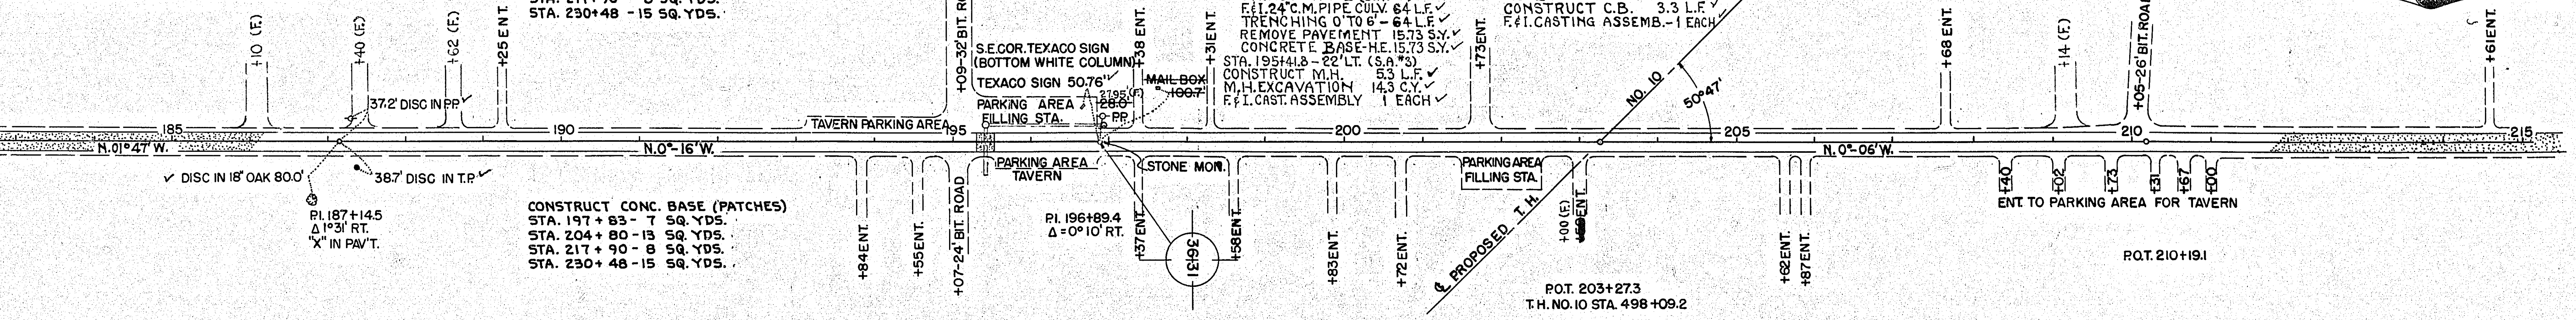 STA. 230+48 -15 SQ. YDS.
F.&I. 24" C.M. PIPE CULV. 64 L.F. ✓
TRENCHING 0' TO 6' - 64 L.F. ✓
REMOVE PAVEMENT 15.73 S.Y. ✓
CONCRETE BASE-H.E. 15.73 S.Y. ✓
STA. 195+41.8 - 22' LT. (S.A.#3)
CONSTRUCT M.H. 5.3 L.F. ✓
M.H. EXCAVATION 14.3 C.Y. ✓
F.&I. CAST. ASSEMBLY 1 EACH ✓
CONSTRUCT C.B. 3.3 L.F. ✓
F.&I. CASTING ASSEMB.-1 EACH ✓
+10 (F.)
+40 (F.)
+62 (F.)
+25 ENT.
+09-32' BIT. R
+38 ENT.
+31 ENT.
+73 ENT.
+68 ENT.
+14 (F.)
+05-26' BIT. ROAD
+61 ENT.
S.E. COR. TEXACO SIGN
(BOTTOM WHITE COLUMN)
TEXACO SIGN 50.76' ✓
MAIL BOX
100.7'
27.95' (F.)
28.0'
PP.
PARKING AREA
FILLING STA.
37.2' DISC IN P.P. ✓
NO. 10
50°47'
TAVERN PARKING AREA
185
190
195
200
205
210
215
N. 01°47' W.
N. 0°-16' W.
N. 0°-06' W.
✓ DISC IN 18" OAK 80.0'
38.7' DISC IN T.P. ✓
PARKING AREA
TAVERN
STONE MON.
PARKING AREA
FILLING STA.
P.I. 187+14.5
Δ 1°31' RT.
"X" IN PAV'T.
CONSTRUCT CONC. BASE (PATCHES)
STA. 197 + 83 - 7 SQ. YDS.
STA. 204 + 80 - 13 SQ. YDS.
STA. 217 + 90 - 8 SQ. YDS.
STA. 230 + 48 - 15 SQ. YDS.
+84 ENT.
+55 ENT.
+07-24' BIT. ROAD
P.I. 196+89.4
Δ = 0°10' RT.
+37 ENT.
36131
+58 ENT.
+83 ENT.
+72 ENT.
℄ PROPOSED T. H.
+00 (F.)
ENT.
P.O.T. 203+27.3
T.H. NO. 10 STA. 498+09.2
+62 ENT.
+87 ENT.
+40
+02
+73
+31
+67
+00
ENT. TO PARKING AREA FOR TAVERN
P.O.T. 210+19.1